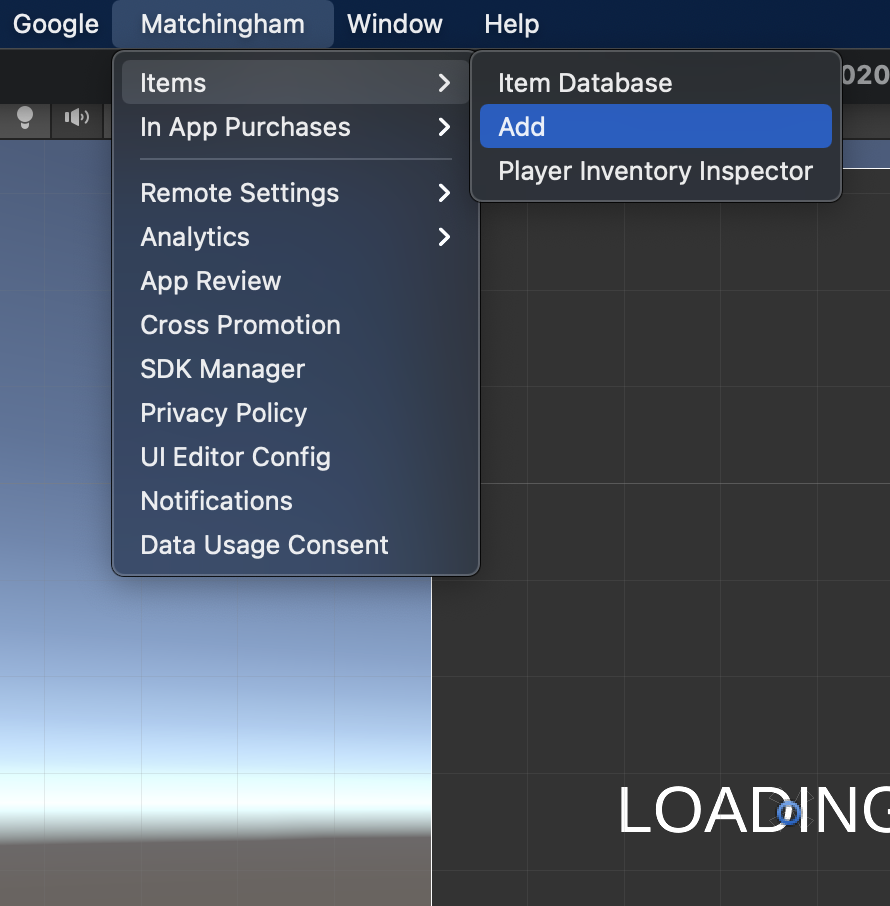 Google Matchingham Window Help
020
Items
In App Purchases
Remote Settings
Analytics
App Review
Cross Promotion
SDK Manager
Privacy Policy
UI Editor Config
Notifications
Data Usage Consent
Item Database
Add
Player Inventory Inspector
LOADING